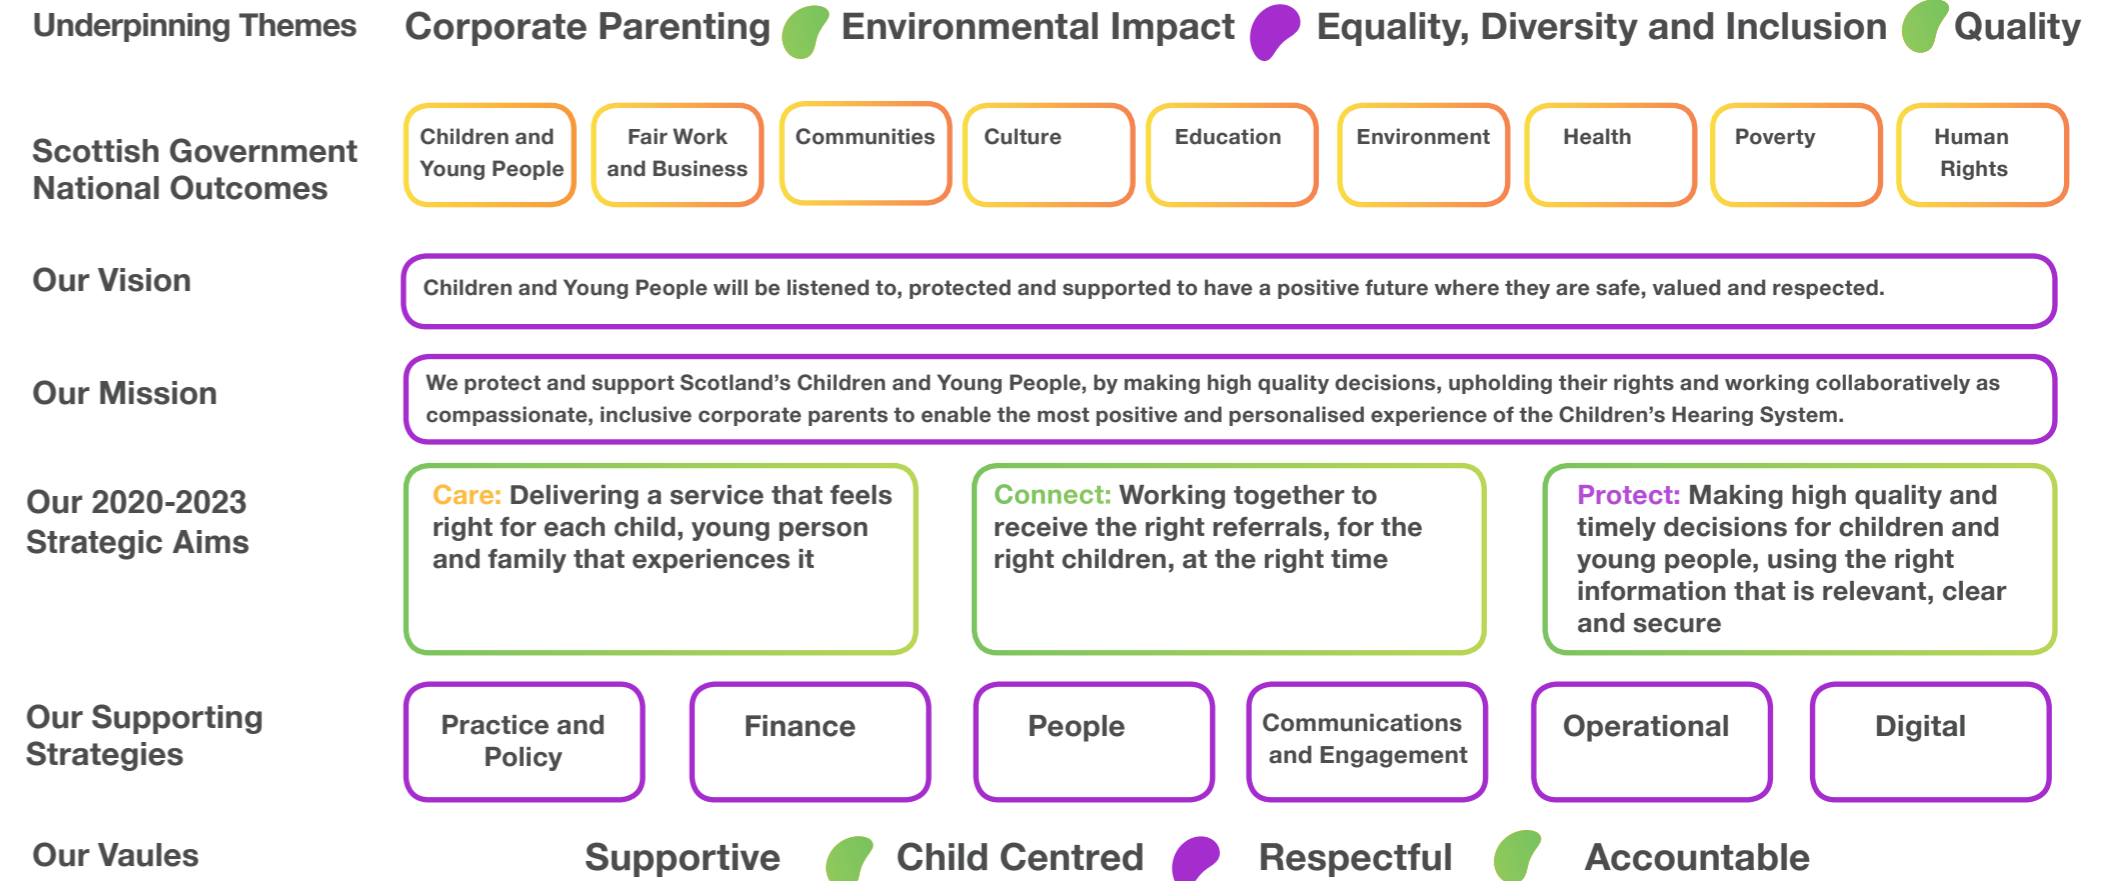 Underpinning Themes
Corporate Parenting Environmental Impact Equality, Diversity and Inclusion Quality
Scottish Government
National Outcomes
Children and
Young People
Fair Work
and Business
Communities
Culture
Education
Environment
Health
Poverty
Human
Rights
Our Vision
Children and Young People will be listened to, protected and supported to have a positive future where they are safe, valued and respected.
Our Mission
We protect and support Scotland’s Children and Young People, by making high quality decisions, upholding their rights and working collaboratively as
compassionate, inclusive corporate parents to enable the most positive and personalised experience of the Children’s Hearing System.
Our 2020-2023
Strategic Aims
Care: Delivering a service that feels
right for each child, young person
and family that experiences it
Connect: Working together to
receive the right referrals, for the
right children, at the right time
Protect: Making high quality and
timely decisions for children and
young people, using the right
information that is relevant, clear
and secure
Our Supporting
Strategies
Practice and
Policy
Finance
People
Communications
and Engagement
Operational
Digital
Our Vaules
Supportive Child Centred Respectful Accountable